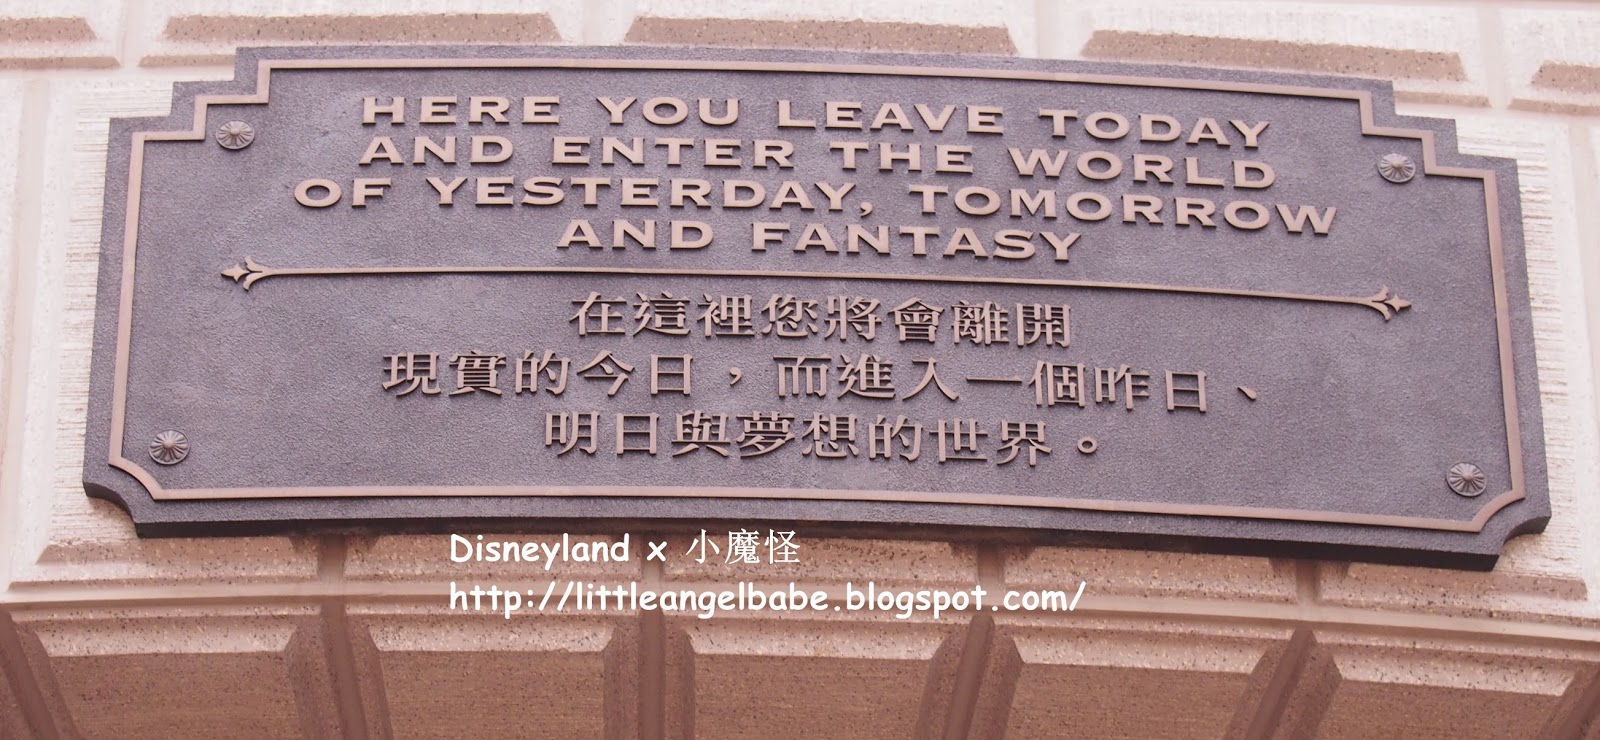 HERE YOU LEAVE TODAY
AND ENTER THE WORLD
OF YESTERDAY, TOMORROW
AND FANTASY
在這裡您將會離開
現實的今日，而進入一個昨日、
明日與夢想的世界。
Disneyland x 小魔怪
http://littleangelbabe.blogspot.com/